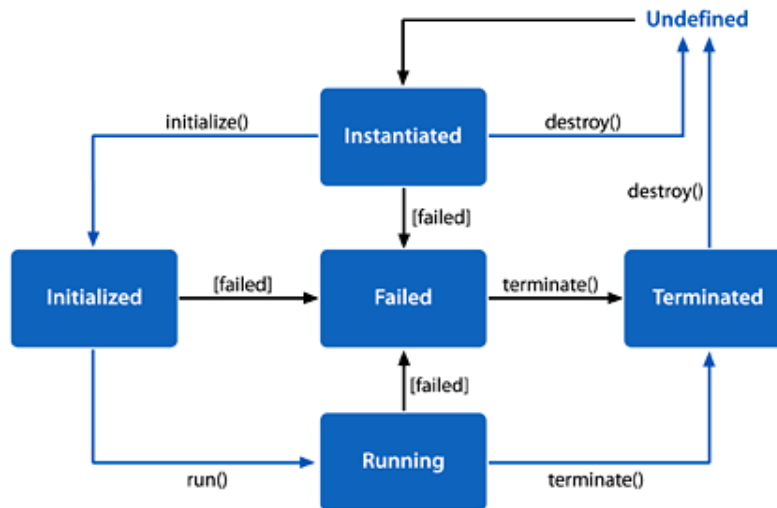 Undefined
initialize()
Instantiated
destroy()
destroy()
[failed]
Initialized
[failed]
Failed
terminate()
Terminated
[failed]
Running
run()
terminate()